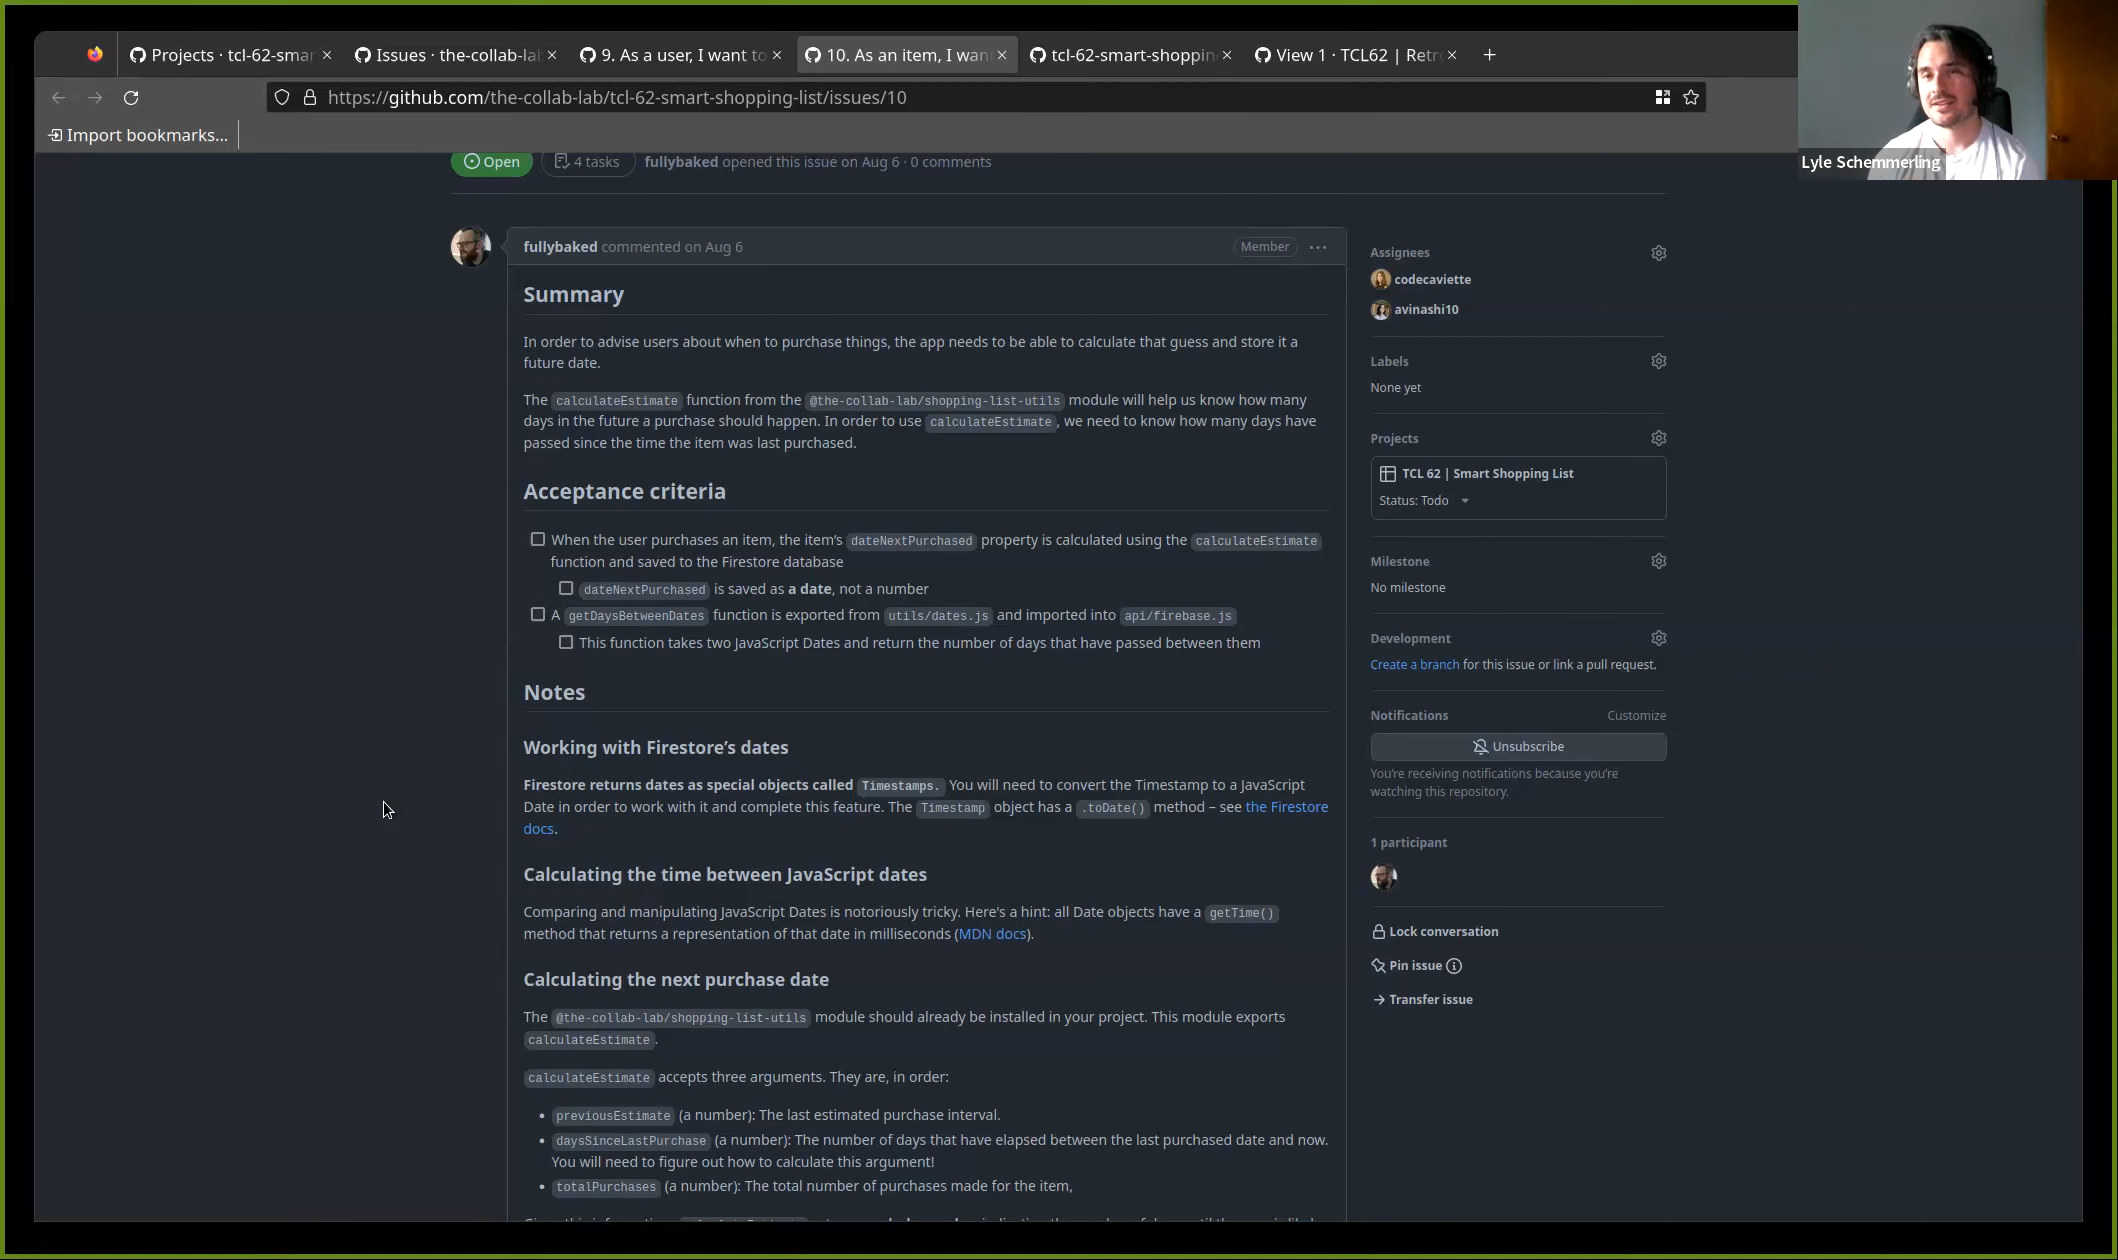 Projects · tcl-62-smar
Issues · the-collab-lab
9. As a user, I want to
10. As an item, I wan
tcl-62-smart-shoppin
View 1 · TCL62 | Retr
https://github.com/the-collab-lab/tcl-62-smart-shopping-list/issues/10
Import bookmarks...
Lyle Schemmerling
Open
4 tasks
fullybaked opened this issue on Aug 6 · 0 comments
fullybaked commented on Aug 6
Member
Summary
In order to advise users about when to purchase things, the app needs to be able to calculate that guess and store it a
future date.
The calculateEstimate function from the @the-collab-lab/shopping-list-utils module will help us know how many
days in the future a purchase should happen. In order to use calculateEstimate, we need to know how many days have
passed since the time the item was last purchased.
Acceptance criteria
When the user purchases an item, the item’s dateNextPurchased property is calculated using the calculateEstimate
function and saved to the Firestore database
dateNextPurchased is saved as a date, not a number
A getDaysBetweenDates function is exported from utils/dates.js and imported into api/firebase.js
This function takes two JavaScript Dates and return the number of days that have passed between them
Notes
Working with Firestore’s dates
Firestore returns dates as special objects called Timestamps. You will need to convert the Timestamp to a JavaScript
Date in order to work with it and complete this feature. The Timestamp object has a .toDate() method – see the Firestore
docs.
Calculating the time between JavaScript dates
Comparing and manipulating JavaScript Dates is notoriously tricky. Here's a hint: all Date objects have a getTime()
method that returns a representation of that date in milliseconds (MDN docs).
Calculating the next purchase date
The @the-collab-lab/shopping-list-utils module should already be installed in your project. This module exports
calculateEstimate.
calculateEstimate accepts three arguments. They are, in order:
• previousEstimate (a number): The last estimated purchase interval.
• daysSinceLastPurchase (a number): The number of days that have elapsed between the last purchased date and now.
You will need to figure out how to calculate this argument!
• totalPurchases (a number): The total number of purchases made for the item,
Assignees
codecaviette
avinashi10
Labels
None yet
Projects
TCL 62 | Smart Shopping List
Status: Todo
Milestone
No milestone
Development
Create a branch for this issue or link a pull request.
Notifications
Customize
Unsubscribe
You’re receiving notifications because you’re
watching this repository.
1 participant
Lock conversation
Pin issue
Transfer issue